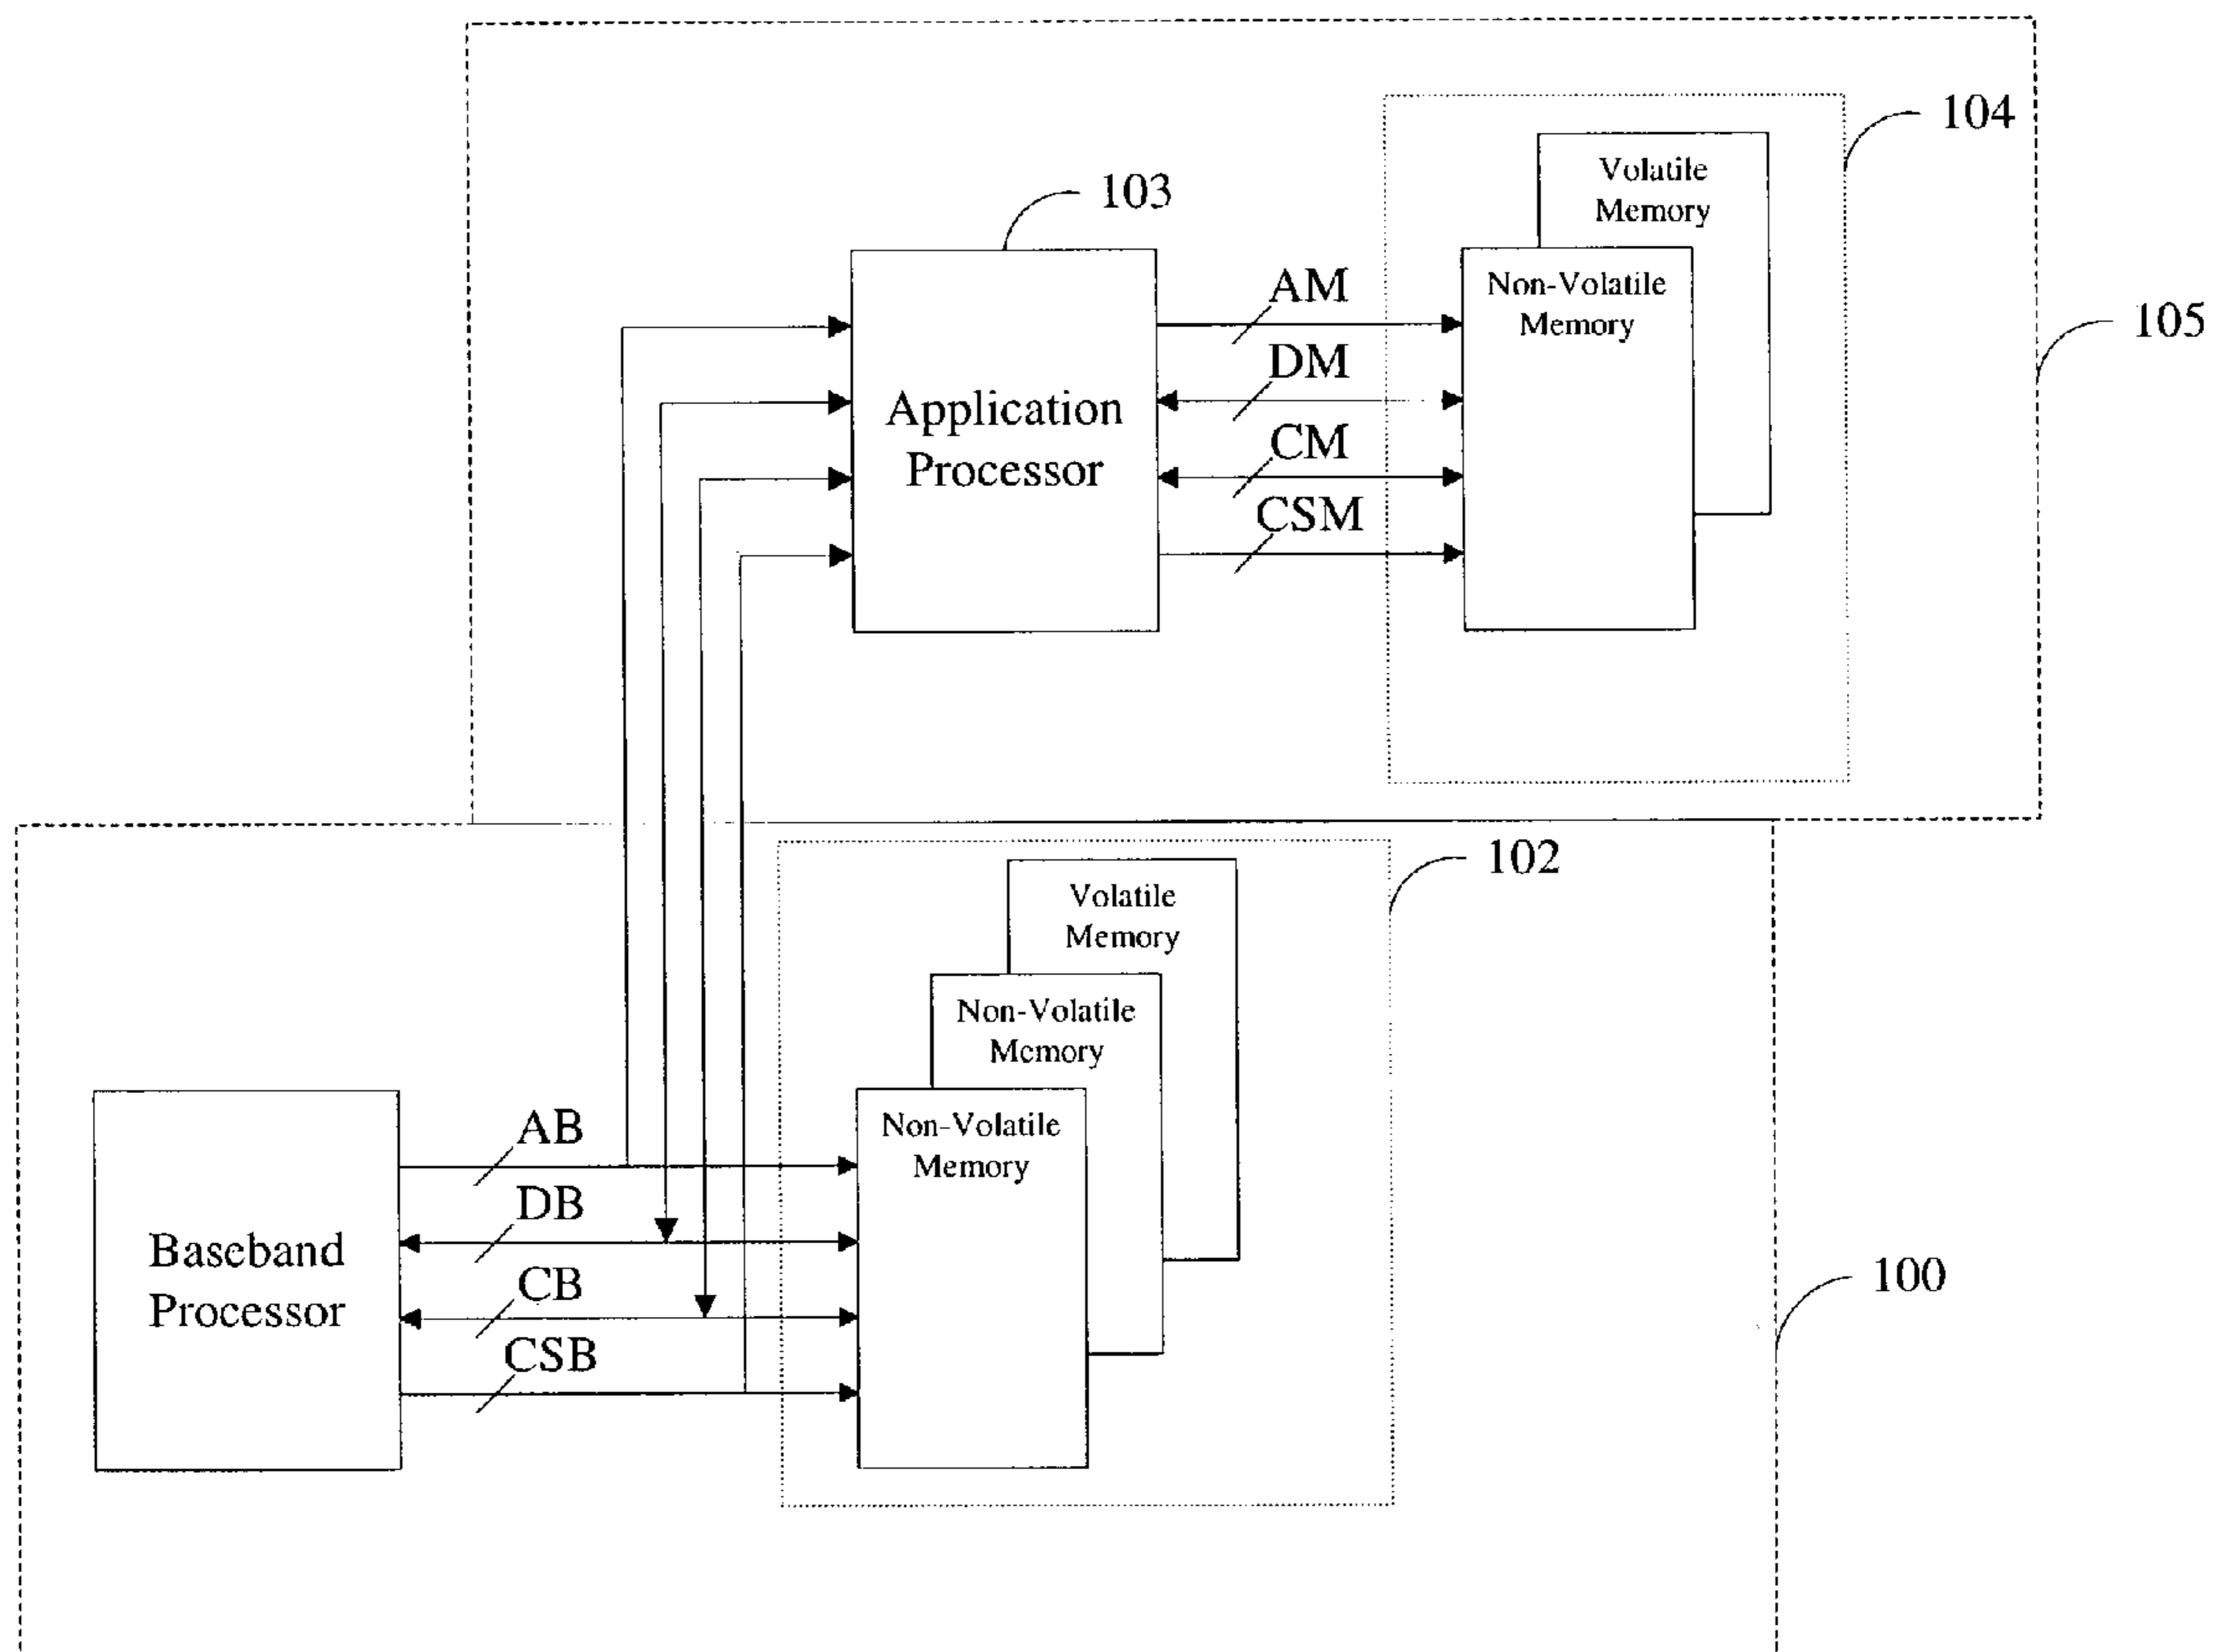 104
Volatile
Memory
103
Non-Volatile
Memory
AM
105
DM
Application
Processor
CM
CSM
102
Volatile
Memory
Non-Volatile
Memory
Non-Volatile
Memory
AB
DB
Baseband
Processor
CB
100
CSB